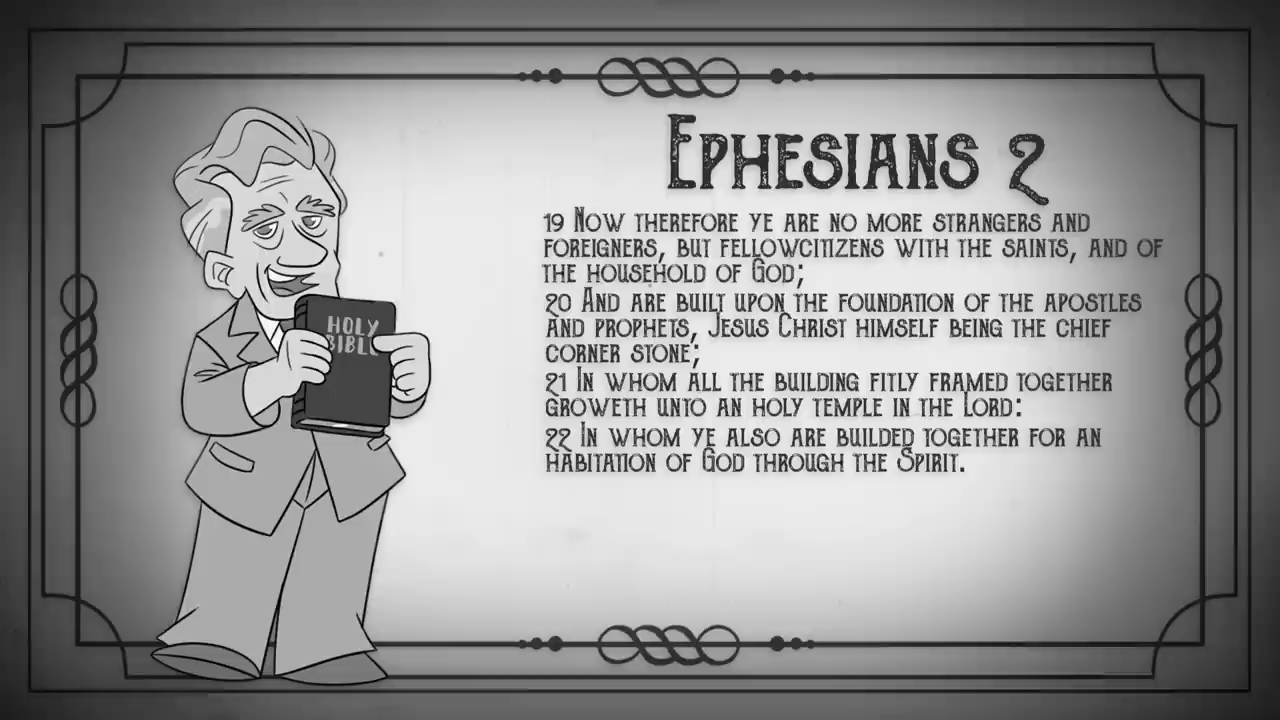 HOLY
BIBLE
EPHESIANS 2
19 NOW THEREFORE YE ARE NO MORE STRANGERS AND
FOREIGNERS, BUT FELLOWCITIZENS WITH THE SAINTS, AND OF
THE HOUSEHOLD OF GOD;
20 AND ARE BUILT UPON THE FOUNDATION OF THE APOSTLES
AND PROPHETS, JESUS CHRIST HIMSELF BEING THE CHIEF
CORNER STONE;
21 IN WHOM ALL THE BUILDING FITLY FRAMED TOGETHER
GROWETH UNTO AN HOLY TEMPLE IN THE LORD:
22 IN WHOM YE ALSO ARE BUILDED TOGETHER FOR AN
HABITATION OF GOD THROUGH THE SPIRIT.